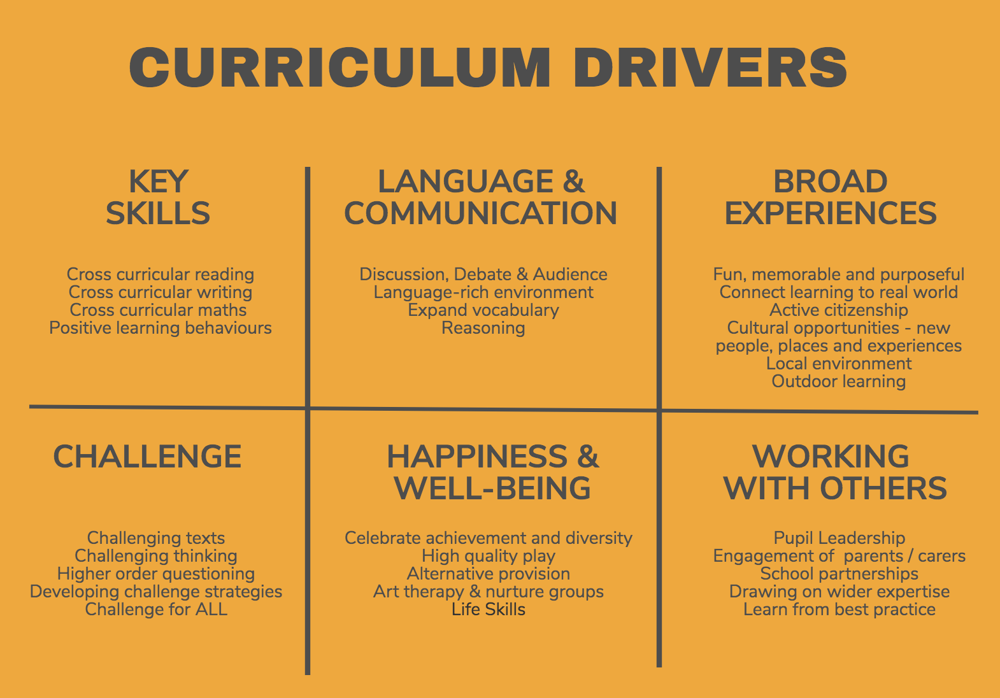 CURRICULUM DRIVERS
KEY
SKILLS
Cross curricular reading
Cross curricular writing
Cross curricular maths
Positive learning behaviours
LANGUAGE &
COMMUNICATION
Discussion, Debate & Audience
Language-rich environment
Expand vocabulary
Reasoning
BROAD
EXPERIENCES
Fun, memorable and purposeful
Connect learning to real world
Active citizenship
Cultural opportunities - new
people, places and experiences
Local environment
Outdoor learning
CHALLENGE
Challenging texts
Challenging thinking
Higher order questioning
Developing challenge strategies
Challenge for ALL
HAPPINESS &
WELL-BEING
Celebrate achievement and diversity
High quality play
Alternative provision
Art therapy & nurture groups
Life Skills
WORKING
WITH OTHERS
Pupil Leadership
Engagement of  parents / carers
School partnerships
Drawing on wider expertise
Learn from best practice